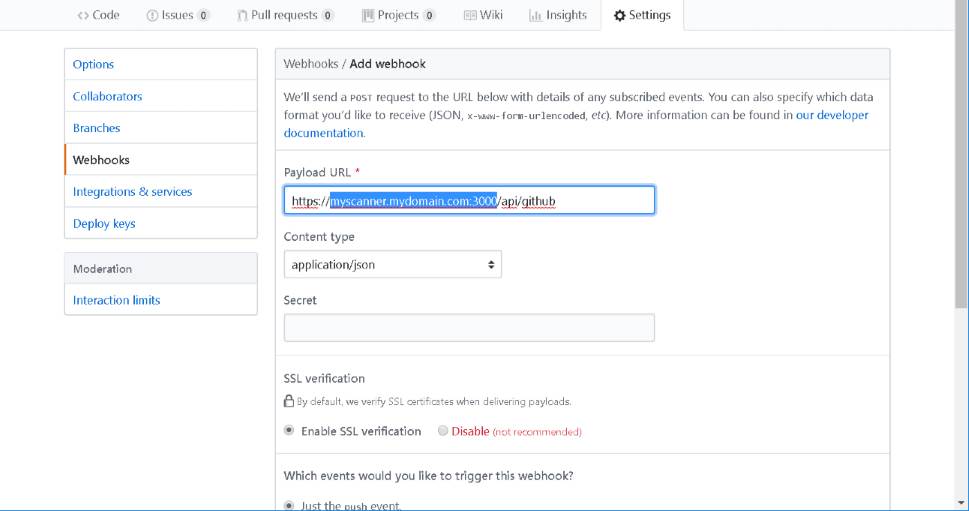 Code Issues 0 Pull requests 0 Projects 0 Wiki Insights Settings
Options
Collaborators
Branches
Webhooks
Integrations & services
Deploy keys
Moderation
Interaction limits
Webhooks / Add webhook
We'll send a POST request to the URL below with details of any subscribed events. You can also specify which data
format you'd like to receive (JSON, x-www-form-urlencoded, etc). More information can be found in our developer
documentation.
Payload URL *
https://myscanner.mydomain.com:3000/api/github
Content type
application/json
Secret
SSL verification
By default, we verify SSL certificates when delivering payloads.
Enable SSL verification Disable (not recommended)
Which events would you like to trigger this webhook?
Just the push event.